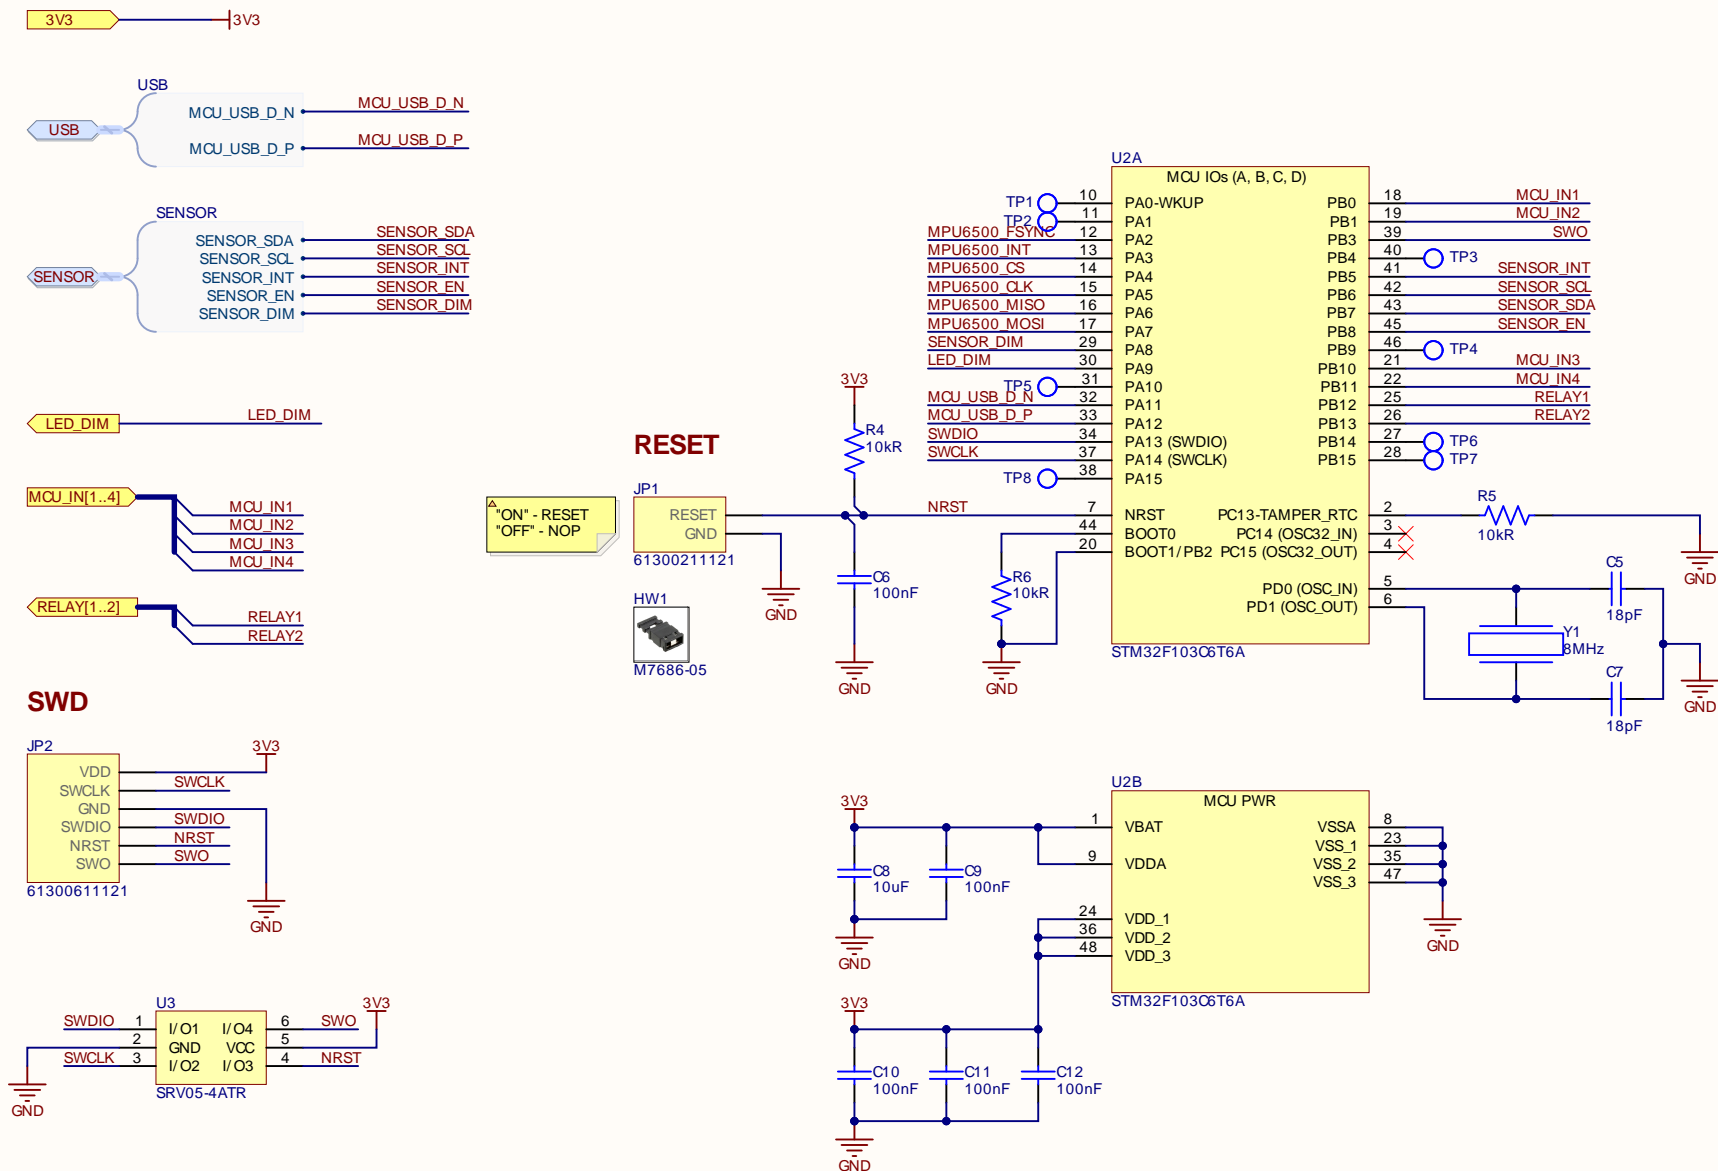 3V3
3V3
USB
USB
MCU_USB_D_N
MCU_USB_D_N
MCU_USB_D_P
MCU_USB_D_P
SENSOR
SENSOR
SENSOR_SDA
SENSOR_SDA
SENSOR_SCL
SENSOR_SCL
SENSOR_INT
SENSOR_INT
SENSOR_EN
SENSOR_EN
SENSOR_DIM
SENSOR_DIM
LED_DIM
LED_DIM
MCU_IN[1..4]
MCU_IN1
MCU_IN2
MCU_IN3
MCU_IN4
RELAY[1..2]
RELAY1
RELAY2
SWD
JP2
VDD
SWCLK
GND
SWDIO
NRST
SWO
3V3
SWCLK
SWDIO
NRST
SWO
61300611121
GND
U3
SWDIO 1 I/O1 I/O4 6 SWO
2 GND VCC 5
SWCLK 3 I/O2 I/O3 4 NRST
3V3
SRV05-4ATR
GND
RESET
"ON" - RESET
"OFF" - NOP
JP1
RESET
GND
61300211121
GND
HW1
M7686-05
3V3
R4
10kR
C6
100nF
GND
NRST
R6
10kR
GND
U2A
MCU IOs (A, B, C, D)
TP1 10 PA0-WKUP
TP2 11 PA1
MPU6500_FSYNC 12 PA2
MPU6500_INT 13 PA3
MPU6500_CS 14 PA4
MPU6500_CLK 15 PA5
MPU6500_MISO 16 PA6
MPU6500_MOSI 17 PA7
SENSOR_DIM 29 PA8
LED_DIM 30 PA9
TP5 31 PA10
MCU_USB_D_N 32 PA11
MCU_USB_D_P 33 PA12
SWDIO 34 PA13 (SWDIO)
SWCLK 37 PA14 (SWCLK)
TP8 38 PA15
7 NRST
44 BOOT0
20 BOOT1/PB2
PB0 18 MCU_IN1
PB1 19 MCU_IN2
PB3 39 SWO
PB4 40 TP3
PB5 41 SENSOR_INT
PB6 42 SENSOR_SCL
PB7 43 SENSOR_SDA
PB8 45 SENSOR_EN
PB9 46 TP4
PB10 21 MCU_IN3
PB11 22 MCU_IN4
PB12 25 RELAY1
PB13 26 RELAY2
PB14 27 TP6
PB15 28 TP7
PC13-TAMPER_RTC 2
PC14 (OSC32_IN) 3
PC15 (OSC32_OUT) 4
PD0 (OSC_IN) 5
PD1 (OSC_OUT) 6
STM32F103C6T6A
R5
10kR
GND
C5
18pF
Y1
8MHz
C7
18pF
GND
U2B
MCU PWR
1 VBAT
9 VDDA
24 VDD_1
36 VDD_2
48 VDD_3
VSSA 8
VSS_1 23
VSS_2 35
VSS_3 47
STM32F103C6T6A
GND
3V3
C8
10uF
C9
100nF
GND
3V3
C10
100nF
C11
100nF
C12
100nF
GND